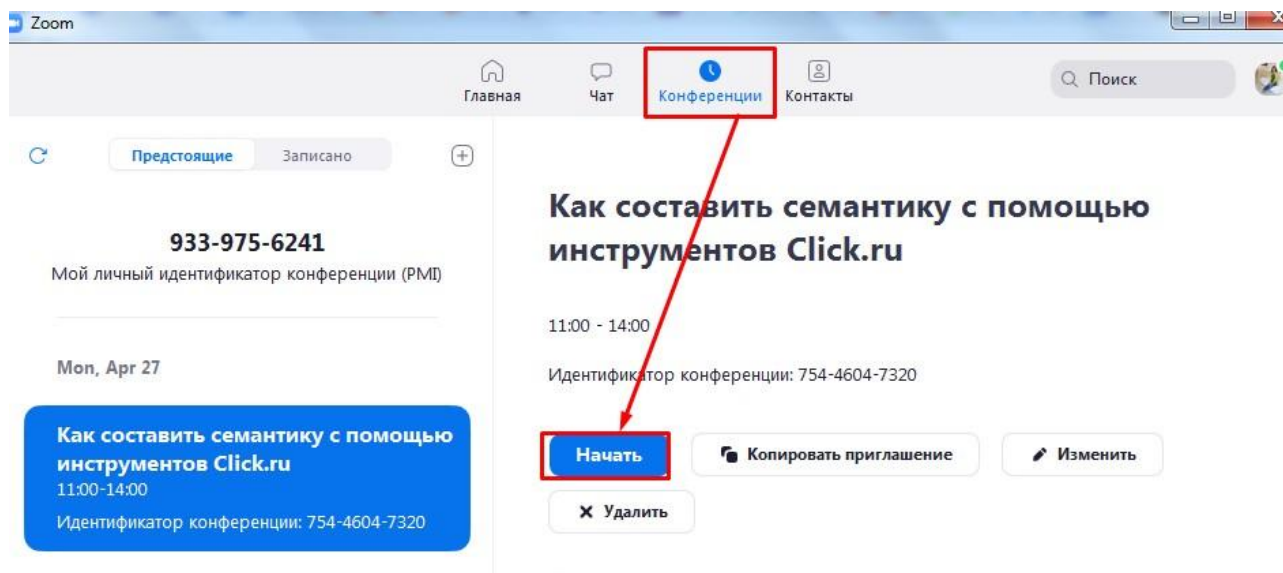 Zoom
Главная
Чат
Конференции
Контакты
Поиск
Предстоящие
Записано
933-975-6241
Мой личный идентификатор конференции (PMI)
Mon, Apr 27
Как составить семантику с помощью
инструментов Click.ru
11:00-14:00
Идентификатор конференции: 754-4604-7320
Как составить семантику с помощью
инструментов Click.ru
11:00 - 14:00
Идентификатор конференции: 754-4604-7320
Начать
Копировать приглашение
Изменить
Удалить